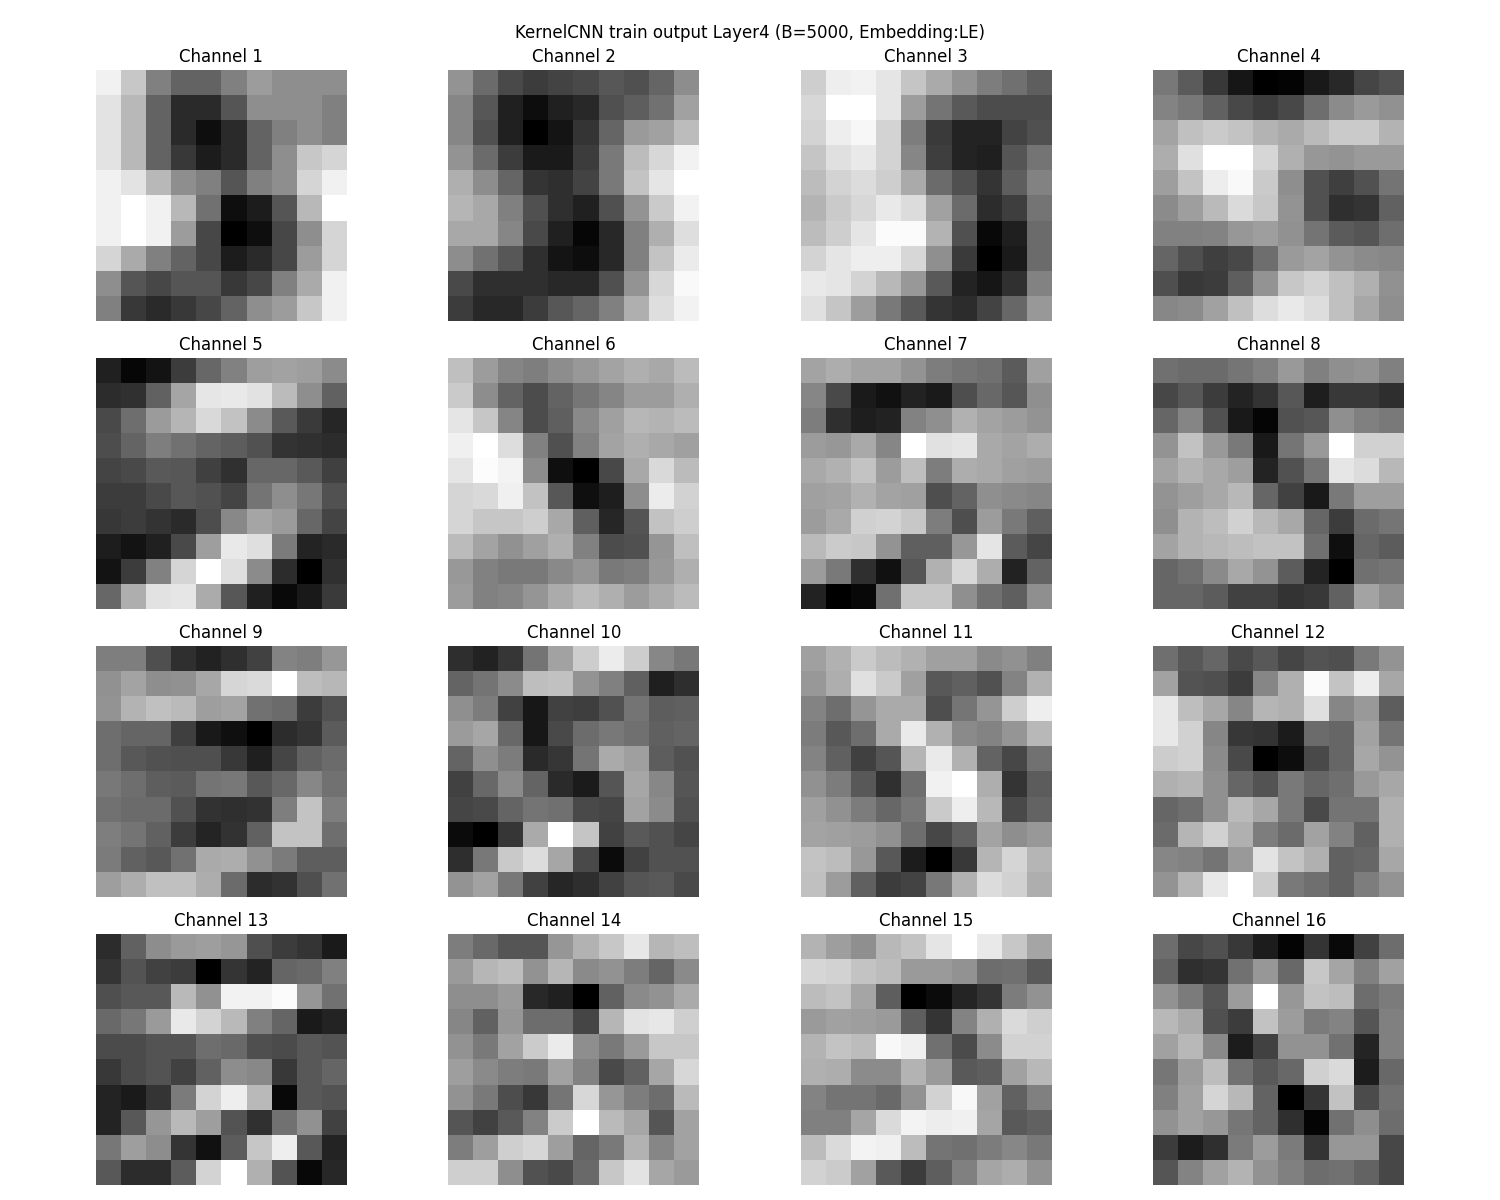 KernelCNN train output Layer4 (B=5000, Embedding:LE)
Channel 1
Channel 2
Channel 3
Channel 4
Channel 5
Channel 6
Channel 7
Channel 8
Channel 9
Channel 10
Channel 11
Channel 12
Channel 13
Channel 14
Channel 15
Channel 16